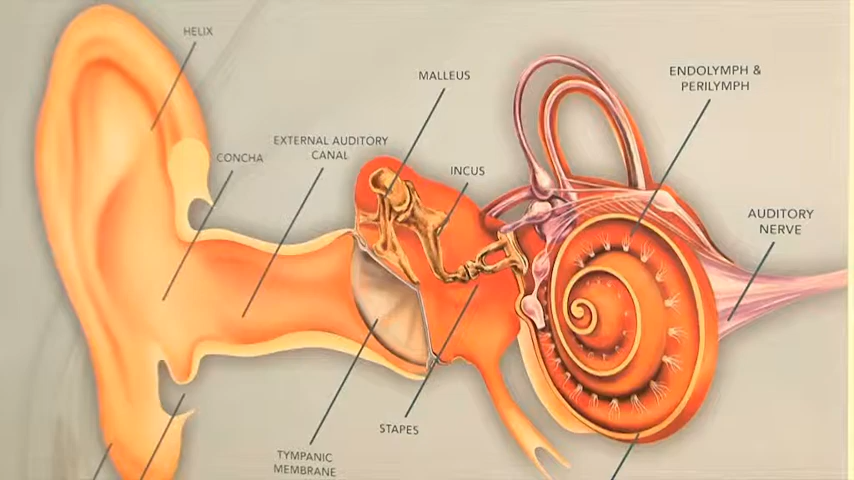 HELIX
MALLEUS
ENDOLYMPH &
PERILYMPH
EXTERNAL AUDITORY
CANAL
CONCHA
INCUS
AUDITORY
NERVE
STAPES
TYMPANIC
MEMBRANE